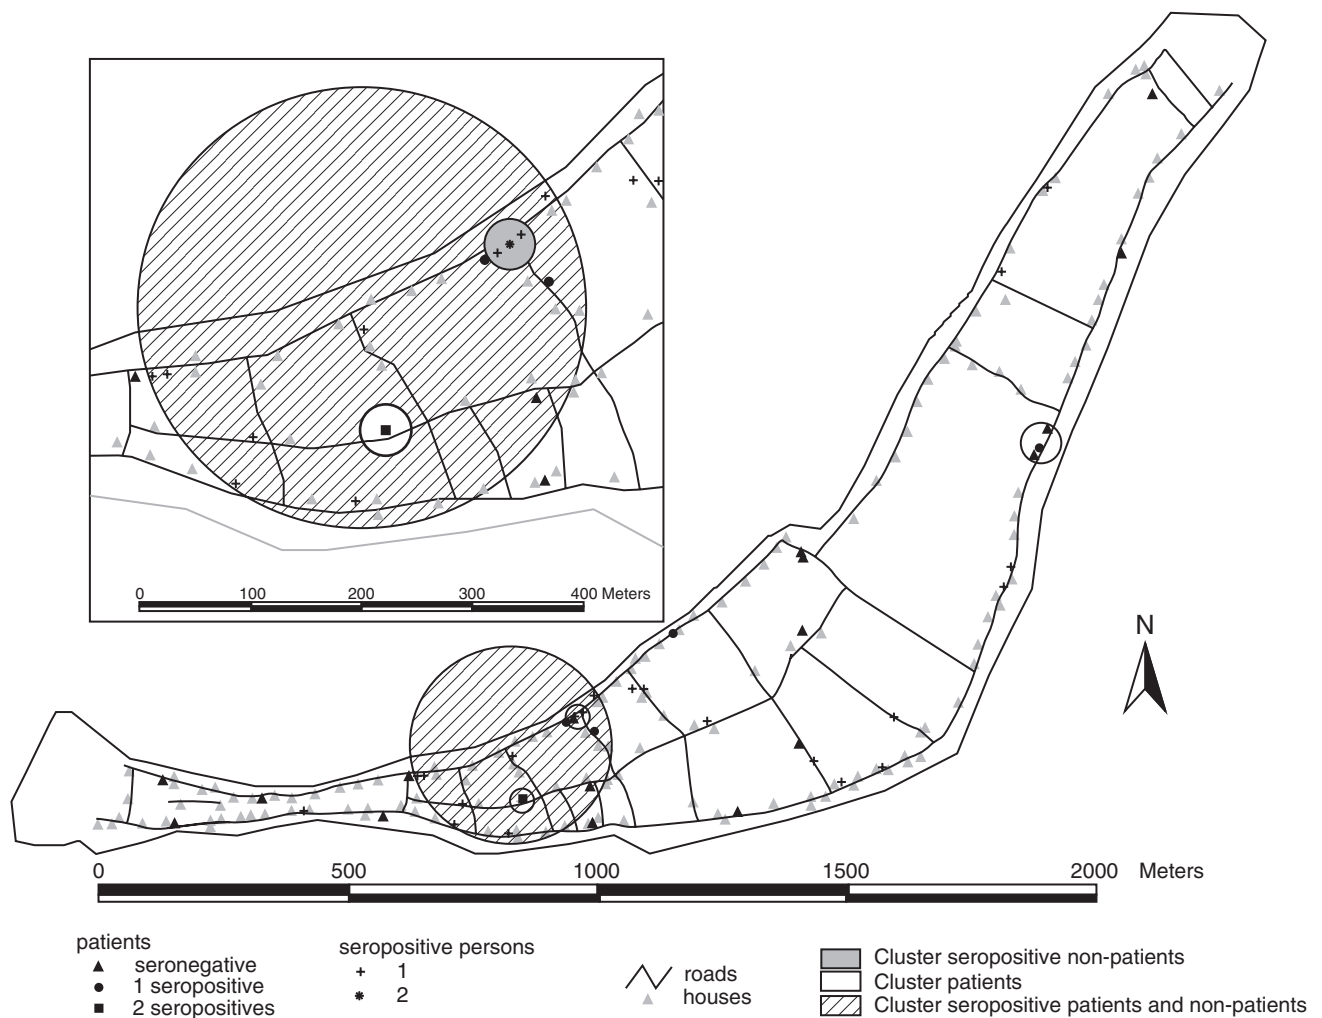 0 100 200 300 400 Meters
N
0 500 1000 1500 2000 Meters
patients
seronegative
1 seropositive
2 seropositives
seropositive persons
1
2
roads
houses
Cluster seropositive non-patients
Cluster patients
Cluster seropositive patients and non-patients